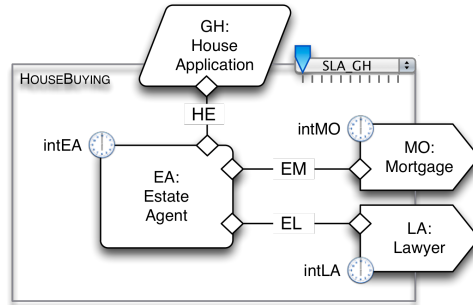 GH:
House
Application
SLA_GH
HOUSEBUYING
HE
intMO
intEA
MO:
Mortgage
EA:
Estate
Agent
EM
EL
LA:
Lawyer
intLA